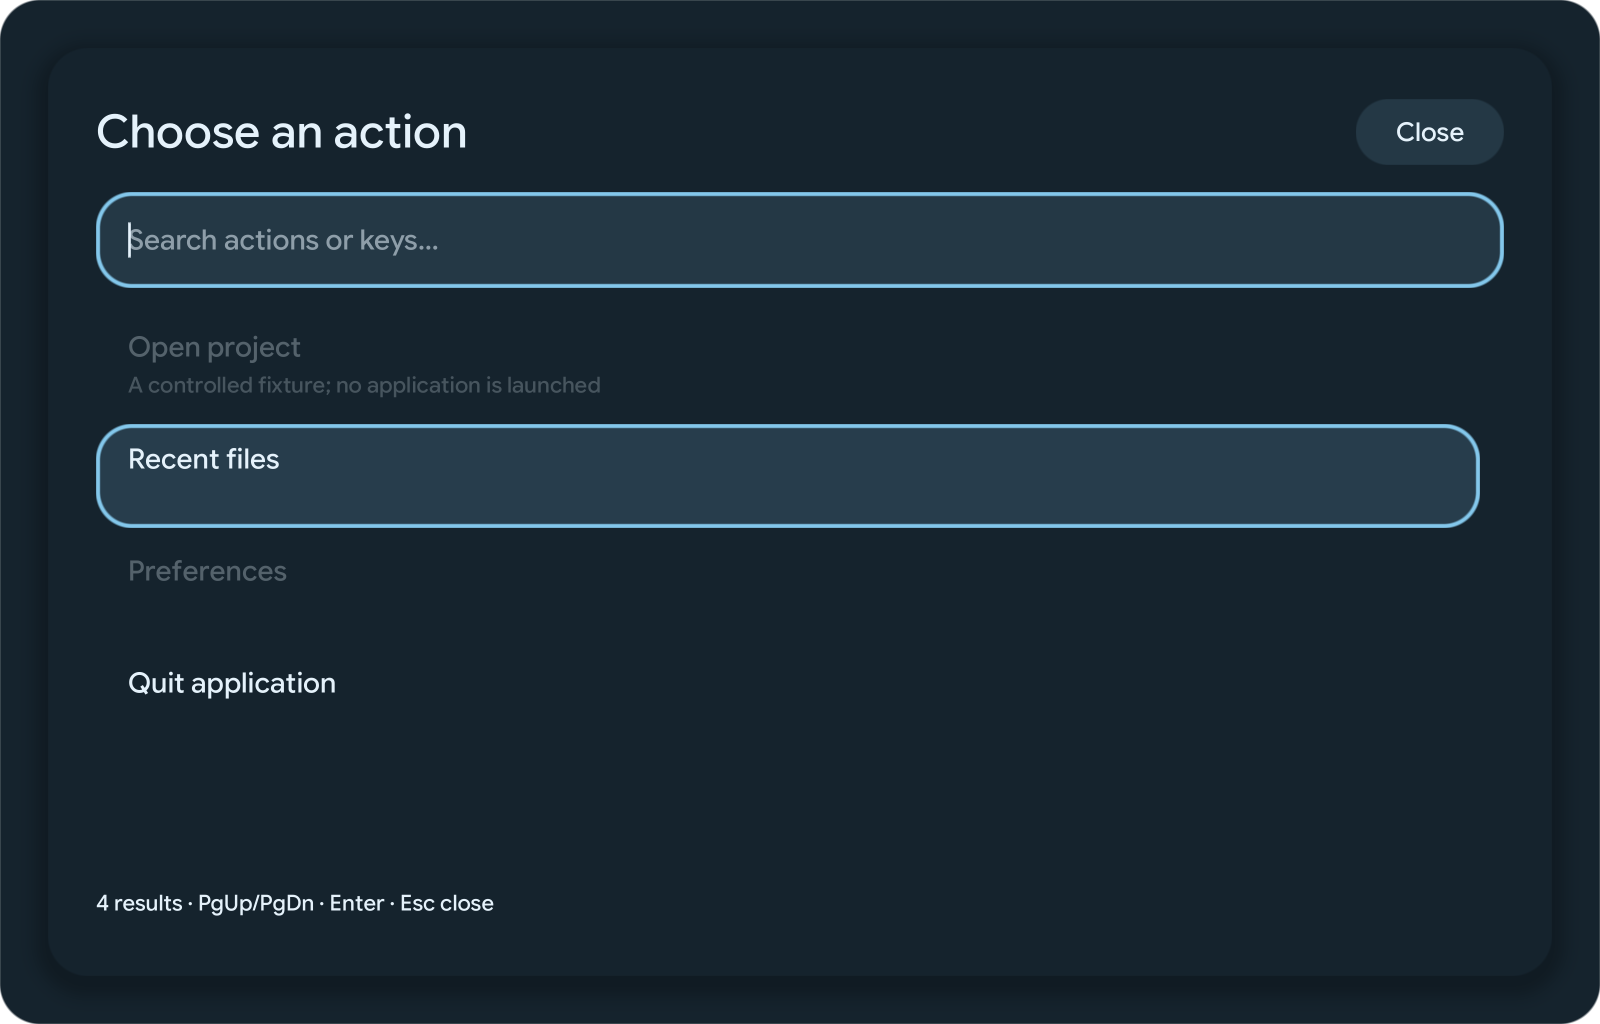 Choose an action
Close
Search actions or keys...
Open project
A controlled fixture; no application is launched
Recent files
Preferences
Quit application
4 results · PgUp/PgDn · Enter · Esc close